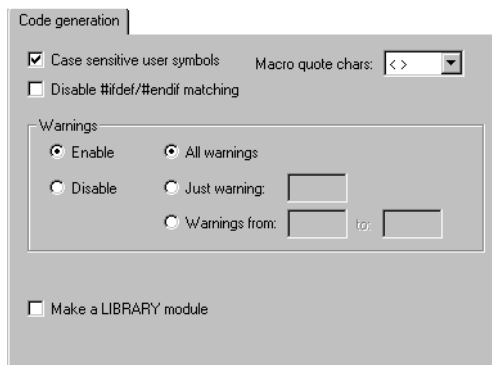 Code generation
Case sensitive user symbols Macro quote chars: < >
Disable #ifdef/#endif matching
Warnings
Enable All warnings
Disable Just warning:
Warnings from: to:
Make a LIBRARY module